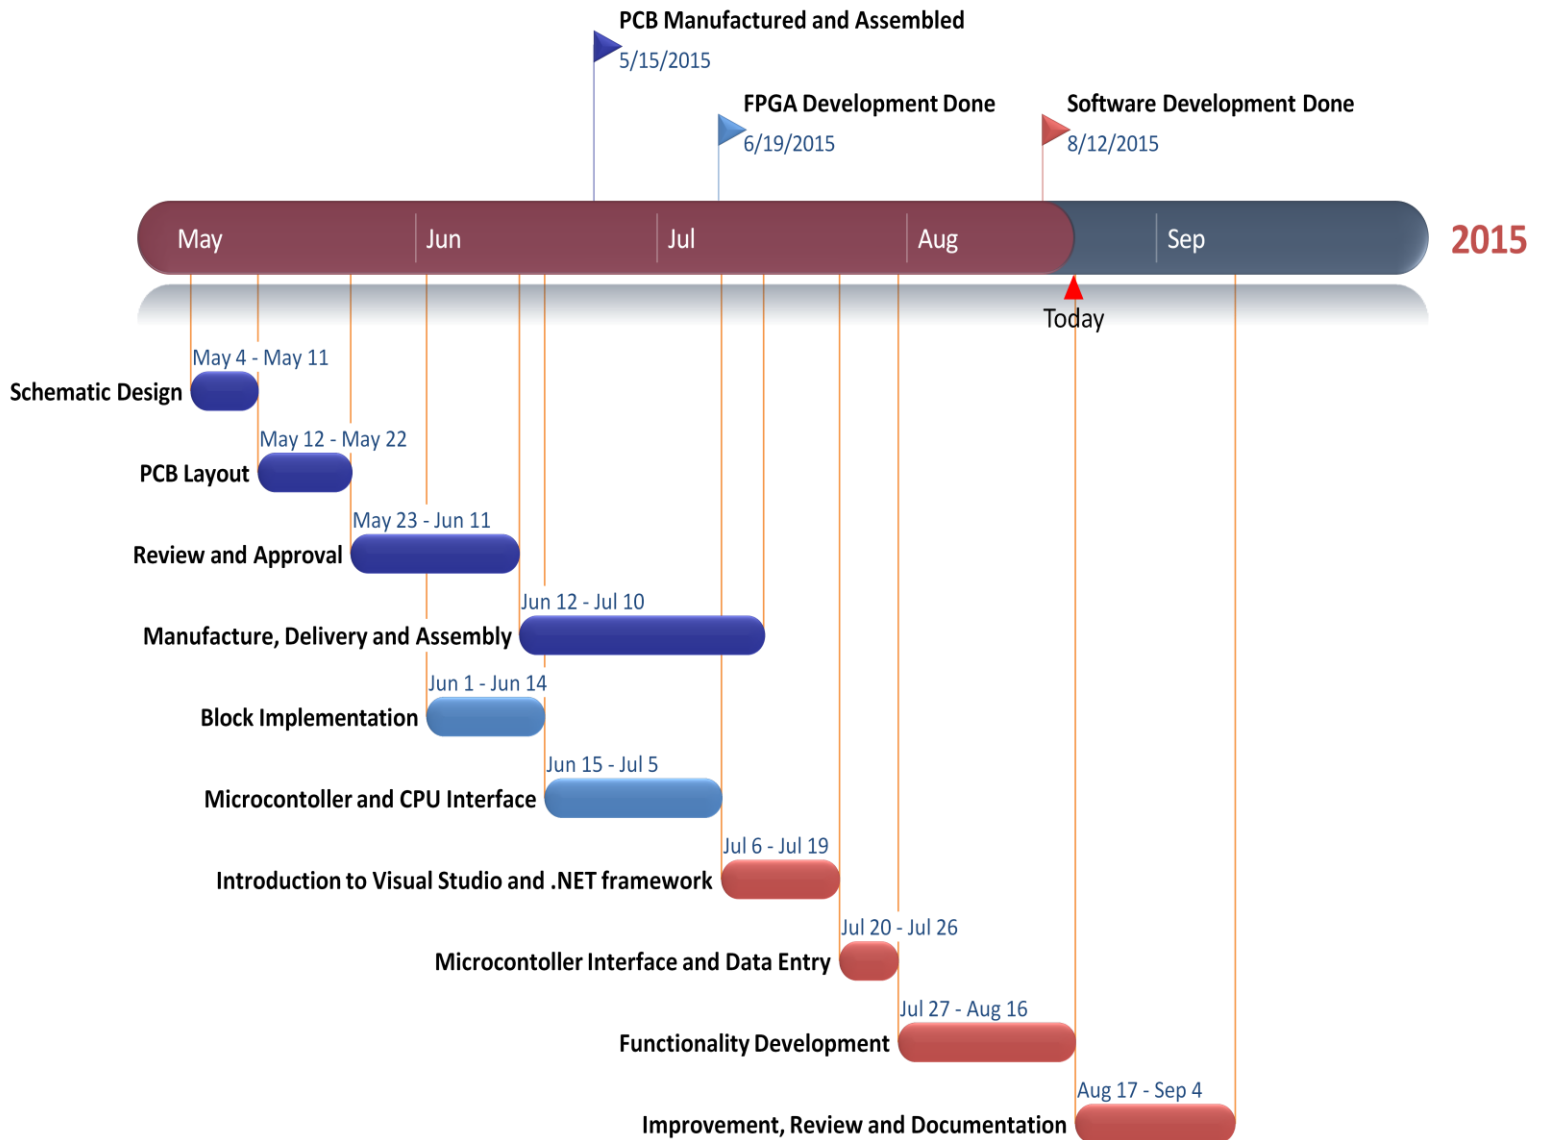 PCB Manufactured and Assembled
5/15/2015
FPGA Development Done
6/19/2015
Software Development Done
8/12/2015
May Jun Jul Aug Sep 2015
Today
May 4 - May 11
Schematic Design
May 12 - May 22
PCB Layout
May 23 - Jun 11
Review and Approval
Jun 12 - Jul 10
Manufacture, Delivery and Assembly
Jun 1 - Jun 14
Block Implementation
Jun 15 - Jul 5
Microcontoller and CPU Interface
Jul 6 - Jul 19
Introduction to Visual Studio and .NET framework
Jul 20 - Jul 26
Microcontoller Interface and Data Entry
Jul 27 - Aug 16
Functionality Development
Aug 17 - Sep 4
Improvement, Review and Documentation